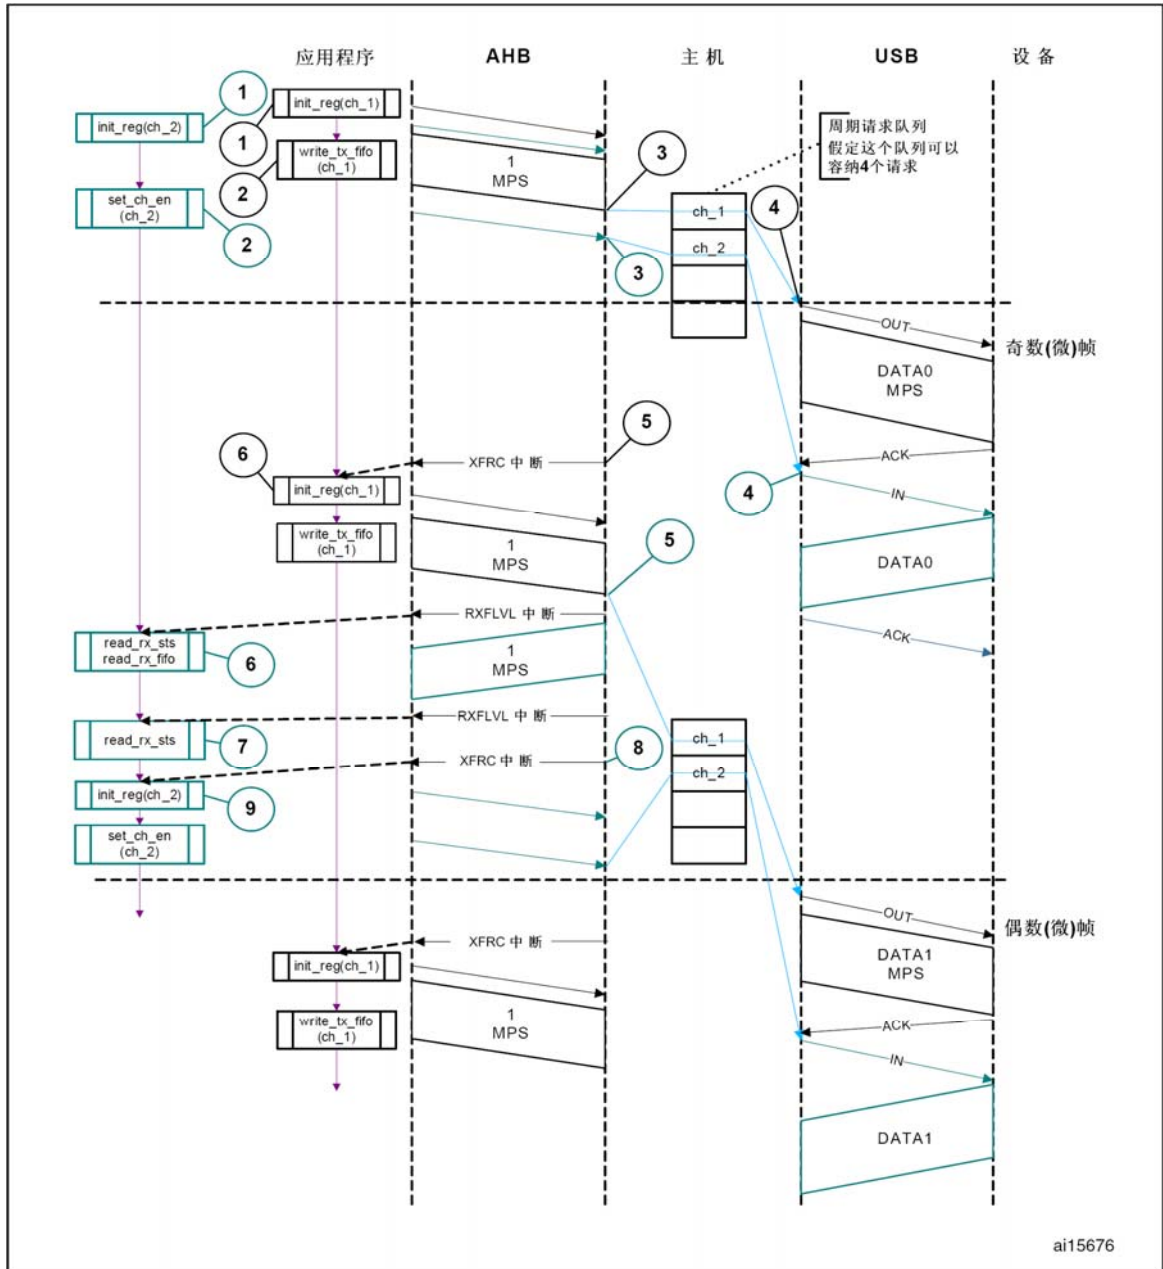 应用程序
AHB
主 机
USB
设 备
1
init_reg(ch_2)
init_reg(ch_1)
1
write_tx_fifo
(ch_1)
2
1
MPS
3
周期请求队列
假定这个队列可以
容纳4个请求
set_ch_en
(ch_2)
2
3
ch_1
ch_2
4
OUT
奇数(微)帧
DATA0
MPS
5
ACK
6
XFRC 中 断
init_reg(ch_1)
4
IN
write_tx_fifo
(ch_1)
1
MPS
5
DATA0
RXFLVL 中 断
read_rx_sts
read_rx_fifo
6
1
MPS
ACK
RXFLVL 中 断
read_rx_sts
7
8
ch_1
ch_2
XFRC 中 断
init_reg(ch_2)
9
set_ch_en
(ch_2)
OUT
偶数(微)帧
XFRC 中 断
DATA1
MPS
init_reg(ch_1)
write_tx_fifo
(ch_1)
1
MPS
ACK
IN
DATA1
ai15676